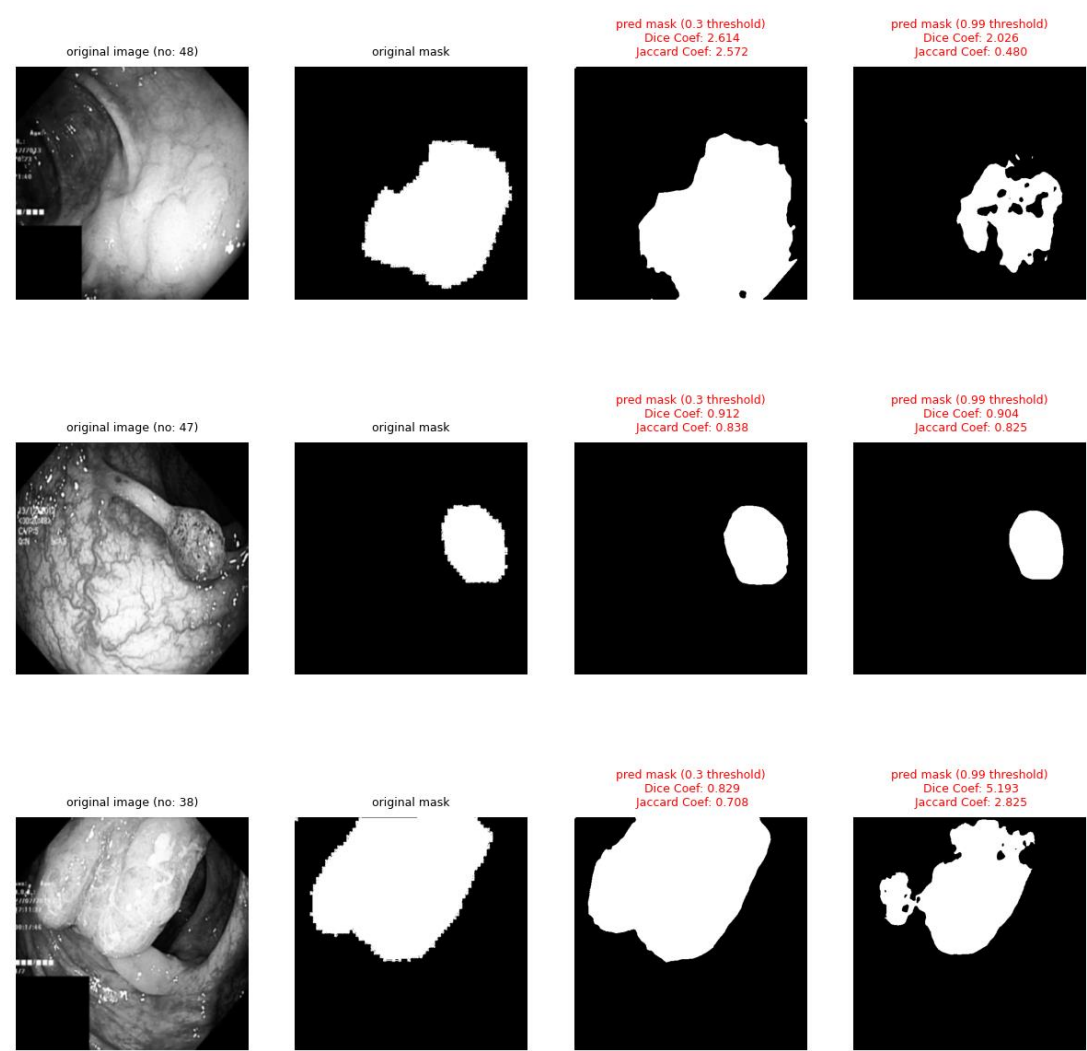 pred mask (0.3 threshold)
pred mask (0.99 threshold)
Dice Coef: 2.614
Dice Coef: 2.026
original image (no: 48)
original mask
Jaccard Coef: 2.572
Jaccard Coef: 0.480
pred mask (0.3 threshold)
pred mask (0.99 threshold)
Dice Coef: 0.912
Dice Coef: 0.904
original image (no: 47)
original mask
Jaccard Coef: 0.838
Jaccard Coef: 0.825
pred mask (0.3 threshold)
pred mask (0.99 threshold)
Dice Coef: 0.829
Dice Coef: 5.193
original image (no: 38)
original mask
Jaccard Coef: 0.708
Jaccard Coef: 2.825